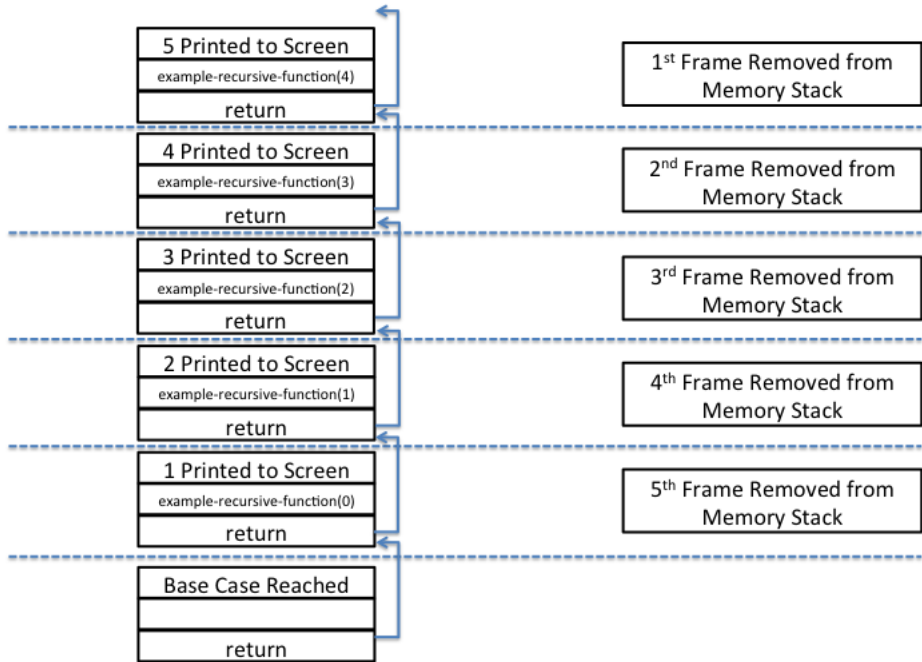 5 Printed to Screen
example-recursive-function(4)
return
1st Frame Removed from
Memory Stack
4 Printed to Screen
example-recursive-function(3)
return
2nd Frame Removed from
Memory Stack
3 Printed to Screen
example-recursive-function(2)
return
3rd Frame Removed from
Memory Stack
2 Printed to Screen
example-recursive-function(1)
return
4th Frame Removed from
Memory Stack
1 Printed to Screen
example-recursive-function(0)
return
5th Frame Removed from
Memory Stack
Base Case Reached
return